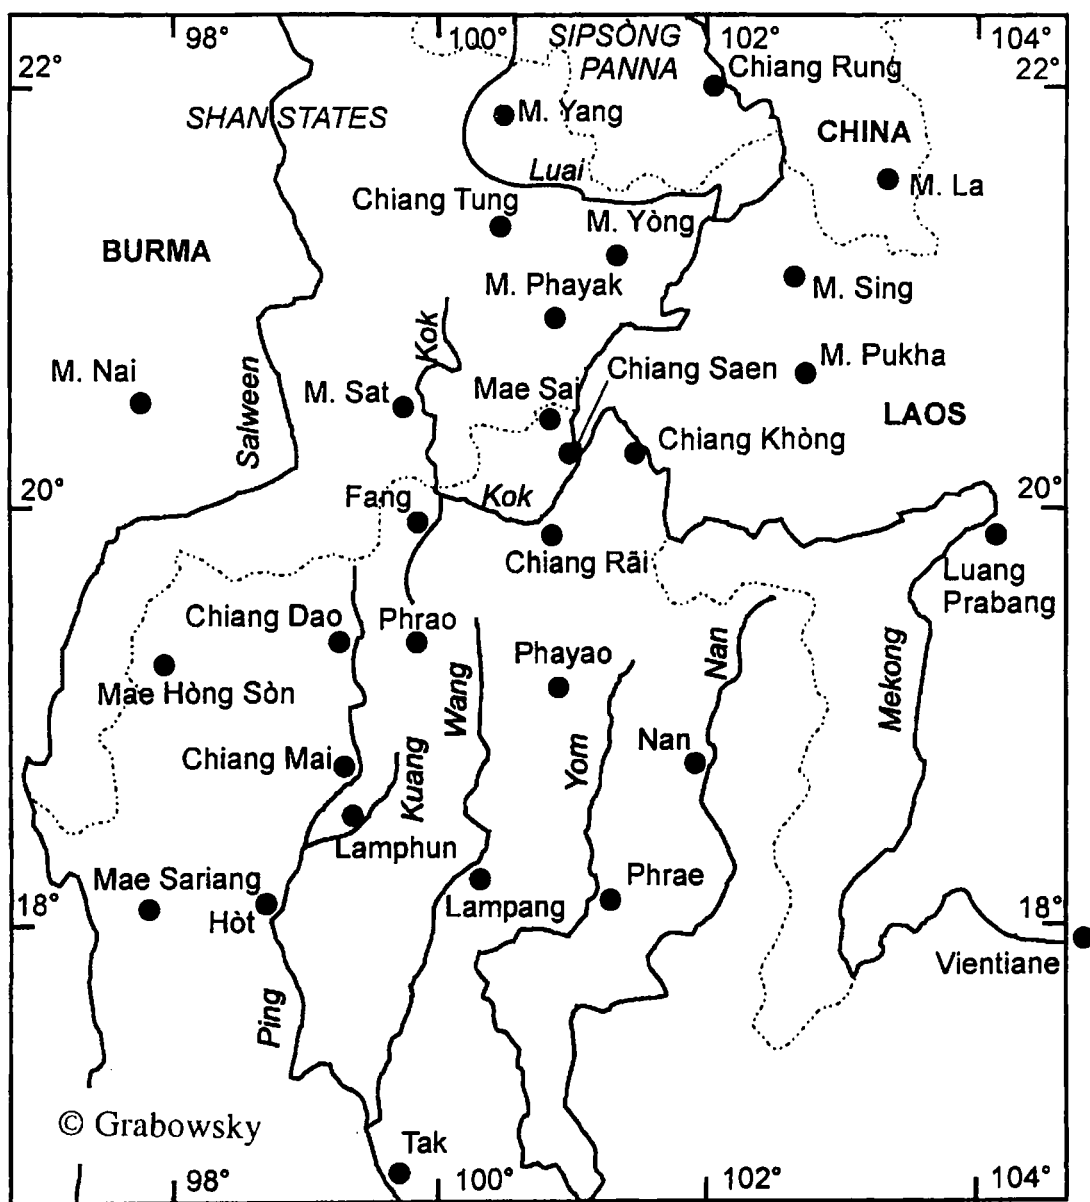 98° 100° 102° 104°
22° 22°
SIPSÒNG
PANNA
Chiang Rung
SHAN STATES
M. Yang
CHINA
Luai
M. La
Chiang Tung
M. Yòng
BURMA
M. Phayak
M. Sing
Kok
M. Nai
Salween
M. Sat
Mae Sai
Chiang Saen
M. Pukha
LAOS
Chiang Khòng
20° 20°
Fang
Kok
Chiang Rāi
Luang
Prabang
Chiang Dao
Phrao
Wang
Phayao
Nan
Mekong
Mae Hòng Sòn
Chiang Mai
Kuang
Yom
Nan
Lamphun
Mae Sariang
Hòt
Lampang
Phrae
18° 18°
Vientiane
Ping
© Grabowsky
Tak
98° 100° 102° 104°